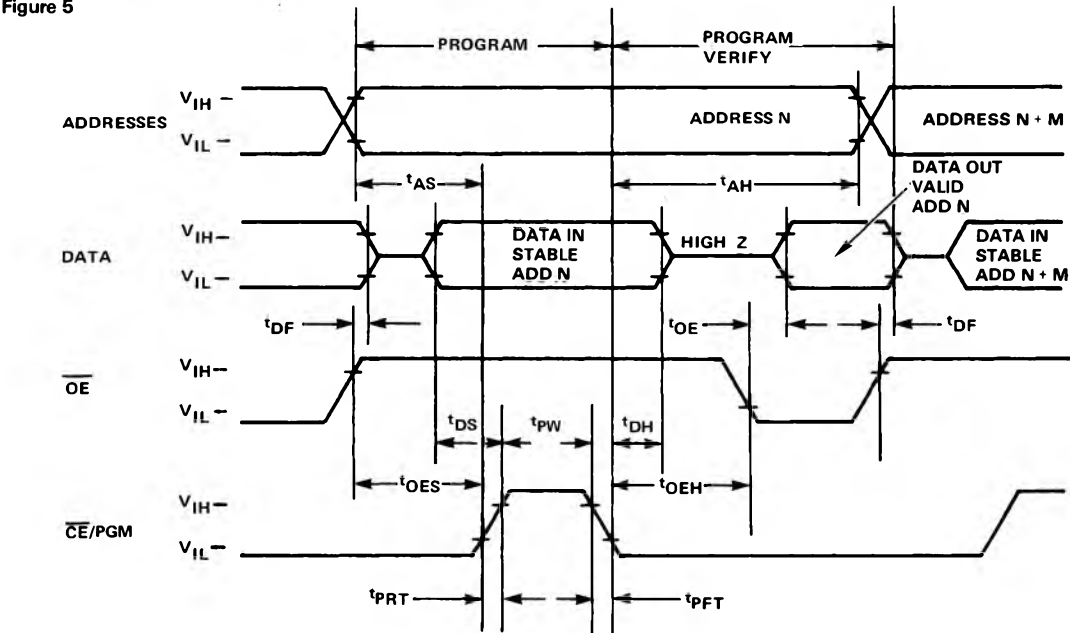 Figure 5
PROGRAM
PROGRAM
VERIFY
ADDRESSES
VIH
VIL
ADDRESS N
ADDRESS N + M
tAS
tAH
DATA OUT
VALID
ADD N
DATA
VIH
VIL
DATA IN
STABLE
ADD N
HIGH Z
DATA IN
STABLE
ADD N + M
tDF
tOE
tDF
OE
VIH
VIL
tDS
tPW
tDH
tOES
tOEH
CE/PGM
VIH
VIL
tPRT
tPFT